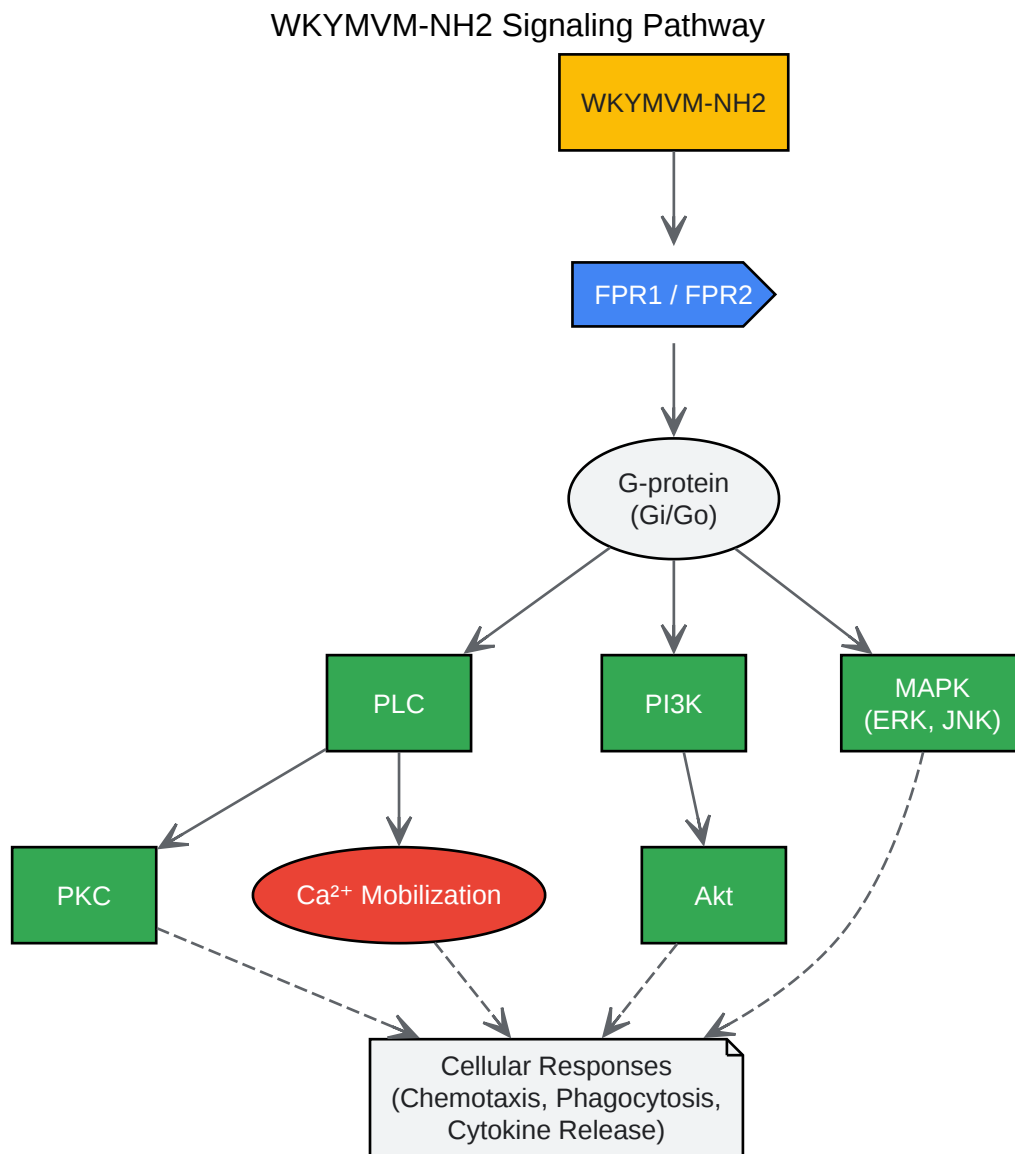 WKYMVM-NH2 Signaling Pathway
WKYMVM-NH2
FPR1 / FPR2
G-protein
(Gi/Go)
PLC
PI3K
MAPK
(ERK, JNK)
PKC
Ca²⁺ Mobilization
Akt
Cellular Responses
(Chemotaxis, Phagocytosis,
Cytokine Release)